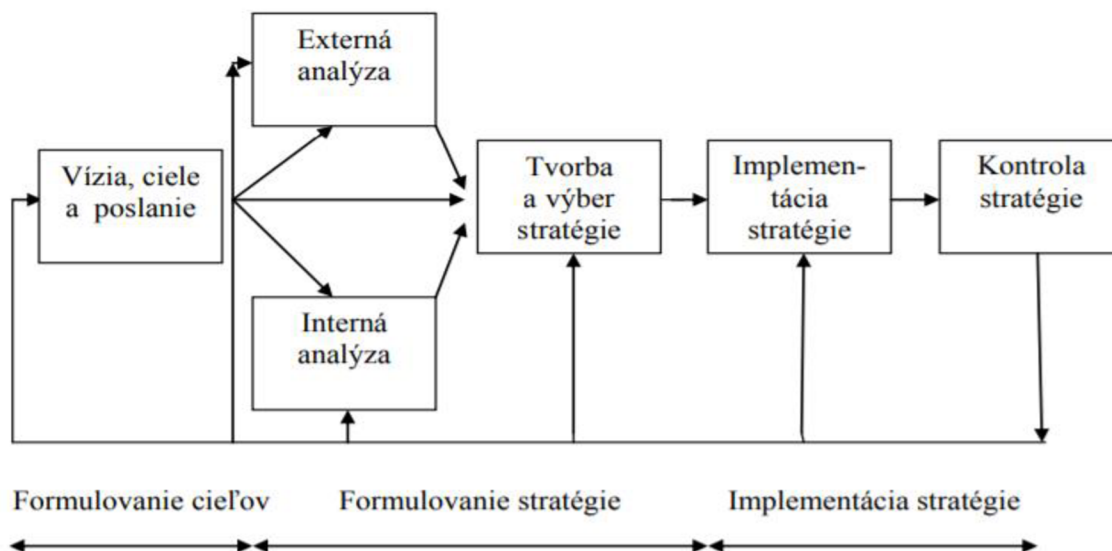 Externá
analýza
Vízia, ciele
a poslanie
Tvorba
a výber
stratégie
Implemen-
tácia
stratégie
Kontrola
stratégie
Interná
analýza
Formulovanie cieľov
Formulovanie stratégie
Implementácia stratégie